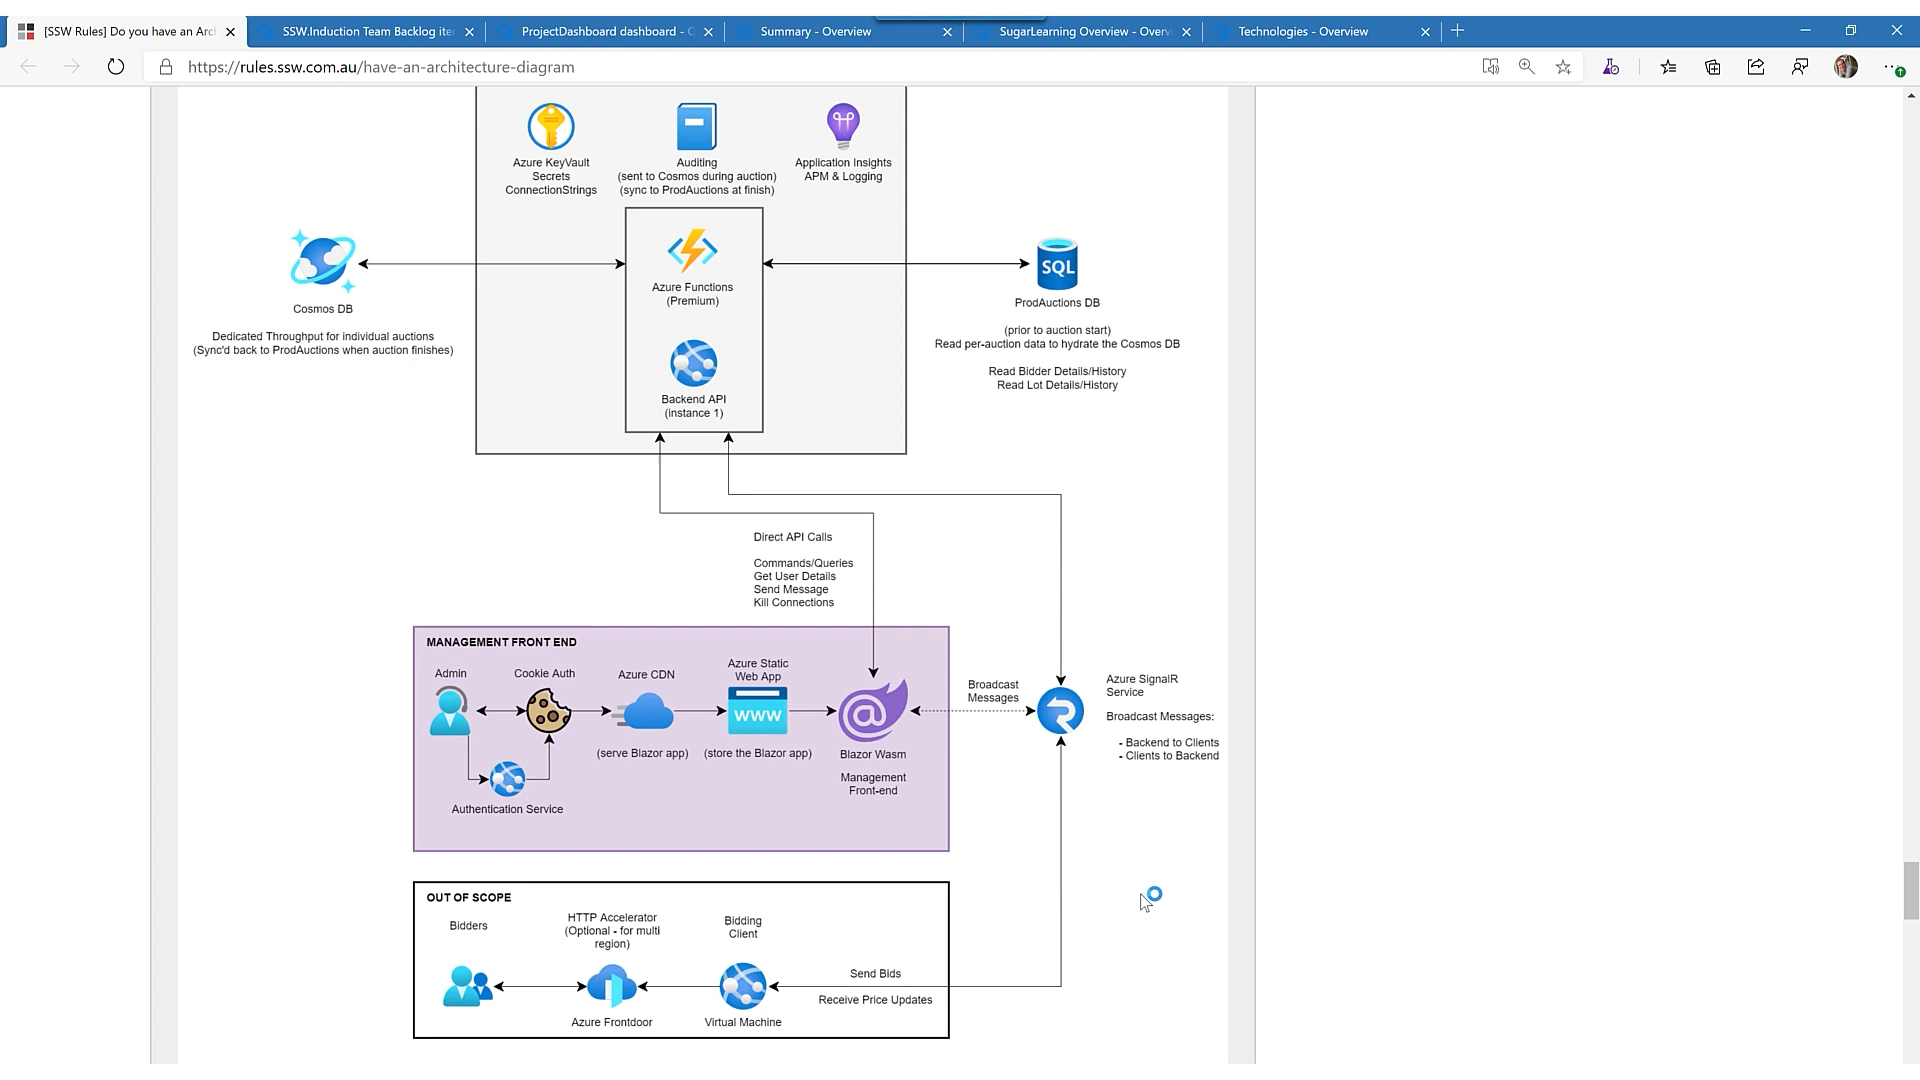 [SSW Rules] Do you have an Arc
SSW.Induction Team Backlog ite
ProjectDashboard dashboard - O
Summary - Overview
SugarLearning Overview - Overvi
Technologies - Overview
https://rules.ssw.com.au/have-an-architecture-diagram
Azure KeyVault
Secrets
ConnectionStrings
Auditing
(sent to Cosmos during auction)
(sync to ProdAuctions at finish)
Application Insights
APM & Logging
Azure Functions
(Premium)
Cosmos DB
Dedicated Throughput for individual auctions
(Sync'd back to ProdAuctions when auction finishes)
SQL
ProdAuctions DB
(prior to auction start)
Read per-auction data to hydrate the Cosmos DB
Read Bidder Details/History
Read Lot Details/History
Backend API
(instance 1)
Direct API Calls
Commands/Queries
Get User Details
Send Message
Kill Connections
MANAGEMENT FRONT END
Admin
Cookie Auth
Azure CDN
Azure Static
Web App
www
(serve Blazor app)
(store the Blazor app)
Blazor Wasm
Management
Front-end
Authentication Service
Broadcast
Messages
Azure SignalR
Service
Broadcast Messages:
- Backend to Clients
- Clients to Backend
OUT OF SCOPE
Bidders
HTTP Accelerator
(Optional - for multi
region)
Bidding
Client
Send Bids
Receive Price Updates
Azure Frontdoor
Virtual Machine